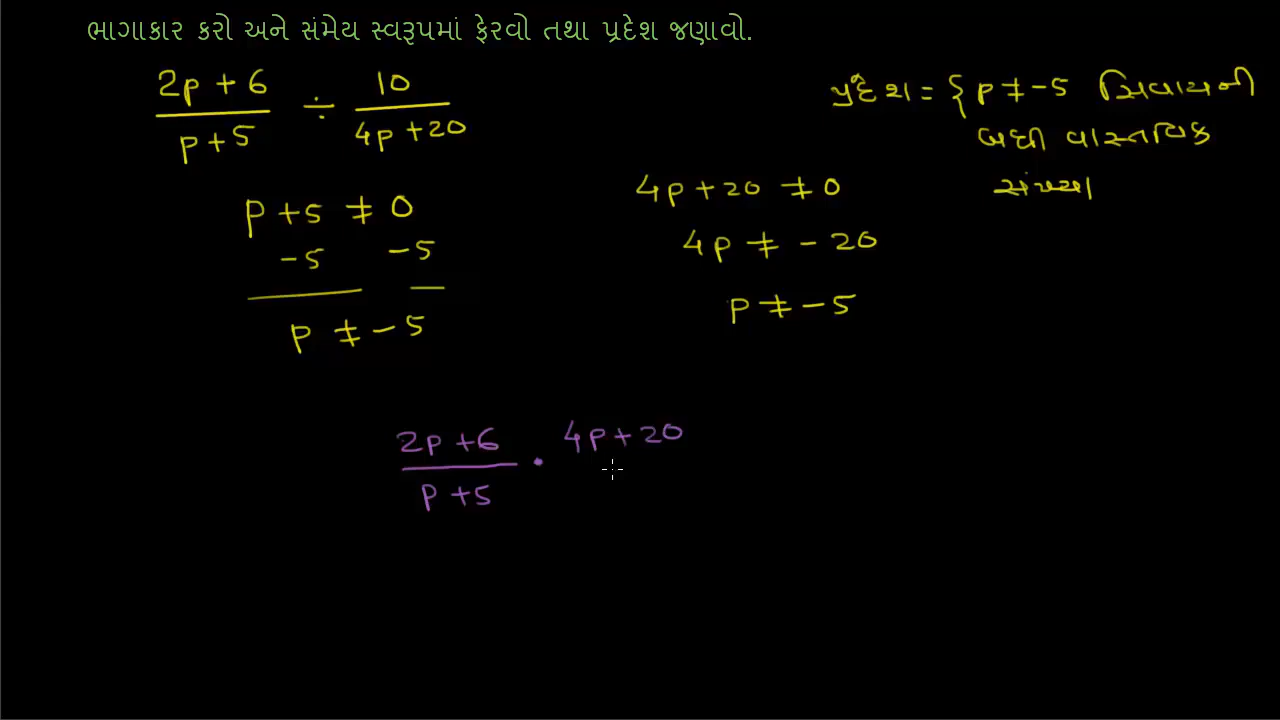 ભાગાકાર કરો અને સંમેય સ્વરૂપમાં ફેરવો તથા પ્રદેશ જણાવો.
2p + 6 / p + 5 ÷ 10 / 4p + 20
પ્રદેશ = { p ≠ -5 સિવાયની
બધી વાસ્તવિક
સંખ્યા
p + 5 ≠ 0
-5 -5
p ≠ -5
4p + 20 ≠ 0
4p ≠ - 20
p ≠ - 5
2p + 6 / p + 5 · 4p + 20